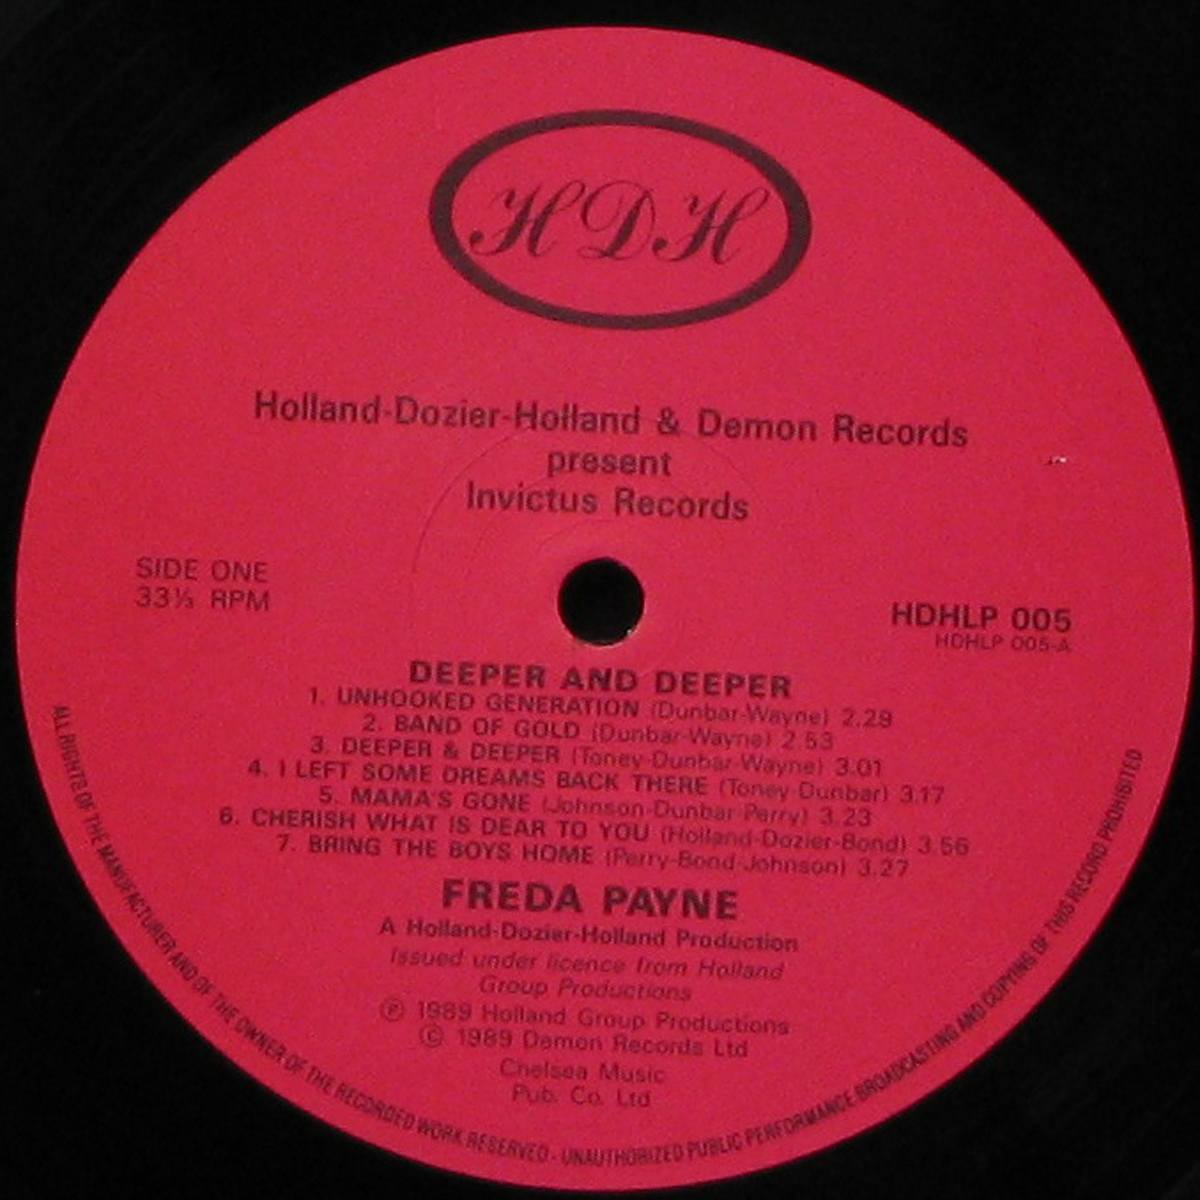 HDH
Holland-Dozier-Holland & Demon Records
present
Invictus Records
SIDE ONE
33⅓ RPM
HDHLP 005
HDHLP 005-A
DEEPER AND DEEPER
1. UNHOOKED GENERATION (Dunbar-Wayne) 2.29
2. BAND OF GOLD (Dunbar-Wayne) 2.53
3. DEEPER & DEEPER (Toney-Dunbar-Wayne) 3.01
4. I LEFT SOME DREAMS BACK THERE (Toney-Dunbar) 3.17
5. MAMA'S GONE (Johnson-Dunbar-Perry) 3.23
6. CHERISH WHAT IS DEAR TO YOU (Holland-Dozier-Bond) 3.56
7. BRING THE BOYS HOME (Perry-Bond-Johnson) 3.27
FREDA PAYNE
A Holland-Dozier-Holland Production
Issued under licence from Holland
Group Productions
℗ 1989 Holland Group Productions
© 1989 Demon Records Ltd
Chelsea Music
Pub. Co. Ltd
ALL RIGHTS OF THE MANUFACTURER AND OF THE OWNER OF THE RECORDED WORK RESERVED - UNAUTHORIZED PUBLIC PERFORMANCE BROADCASTING AND COPYING OF THIS RECORD PROHIBITED